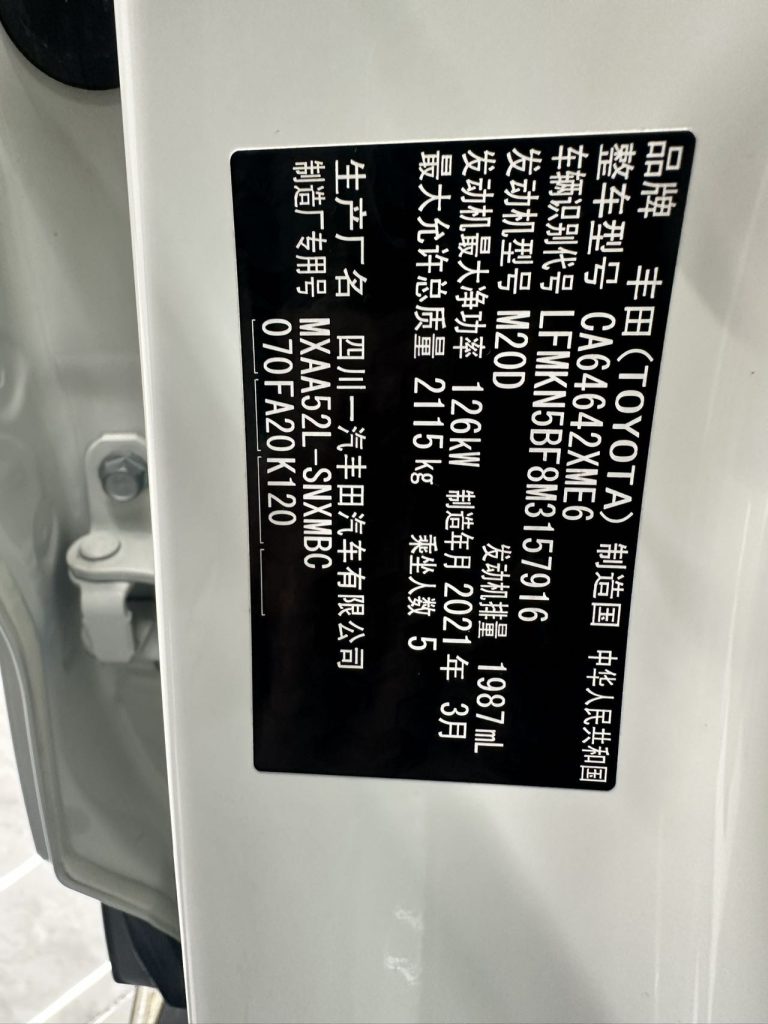 品牌 丰田(TOYOTA) 制造国 中华人民共和国
整车型号 CA64642XME6
车辆识别代号 LFMKN5BF8M3157916
发动机型号 M20D 发动机排量 1987mL
发动机最大净功率 126kW 制造年月 2021年 3月
最大允许总质量 2115kg 乘坐人数 5
生产厂名 四川一汽丰田汽车有限公司
制造厂专用号 MXAA52L-SNXMBC
070FA20K120